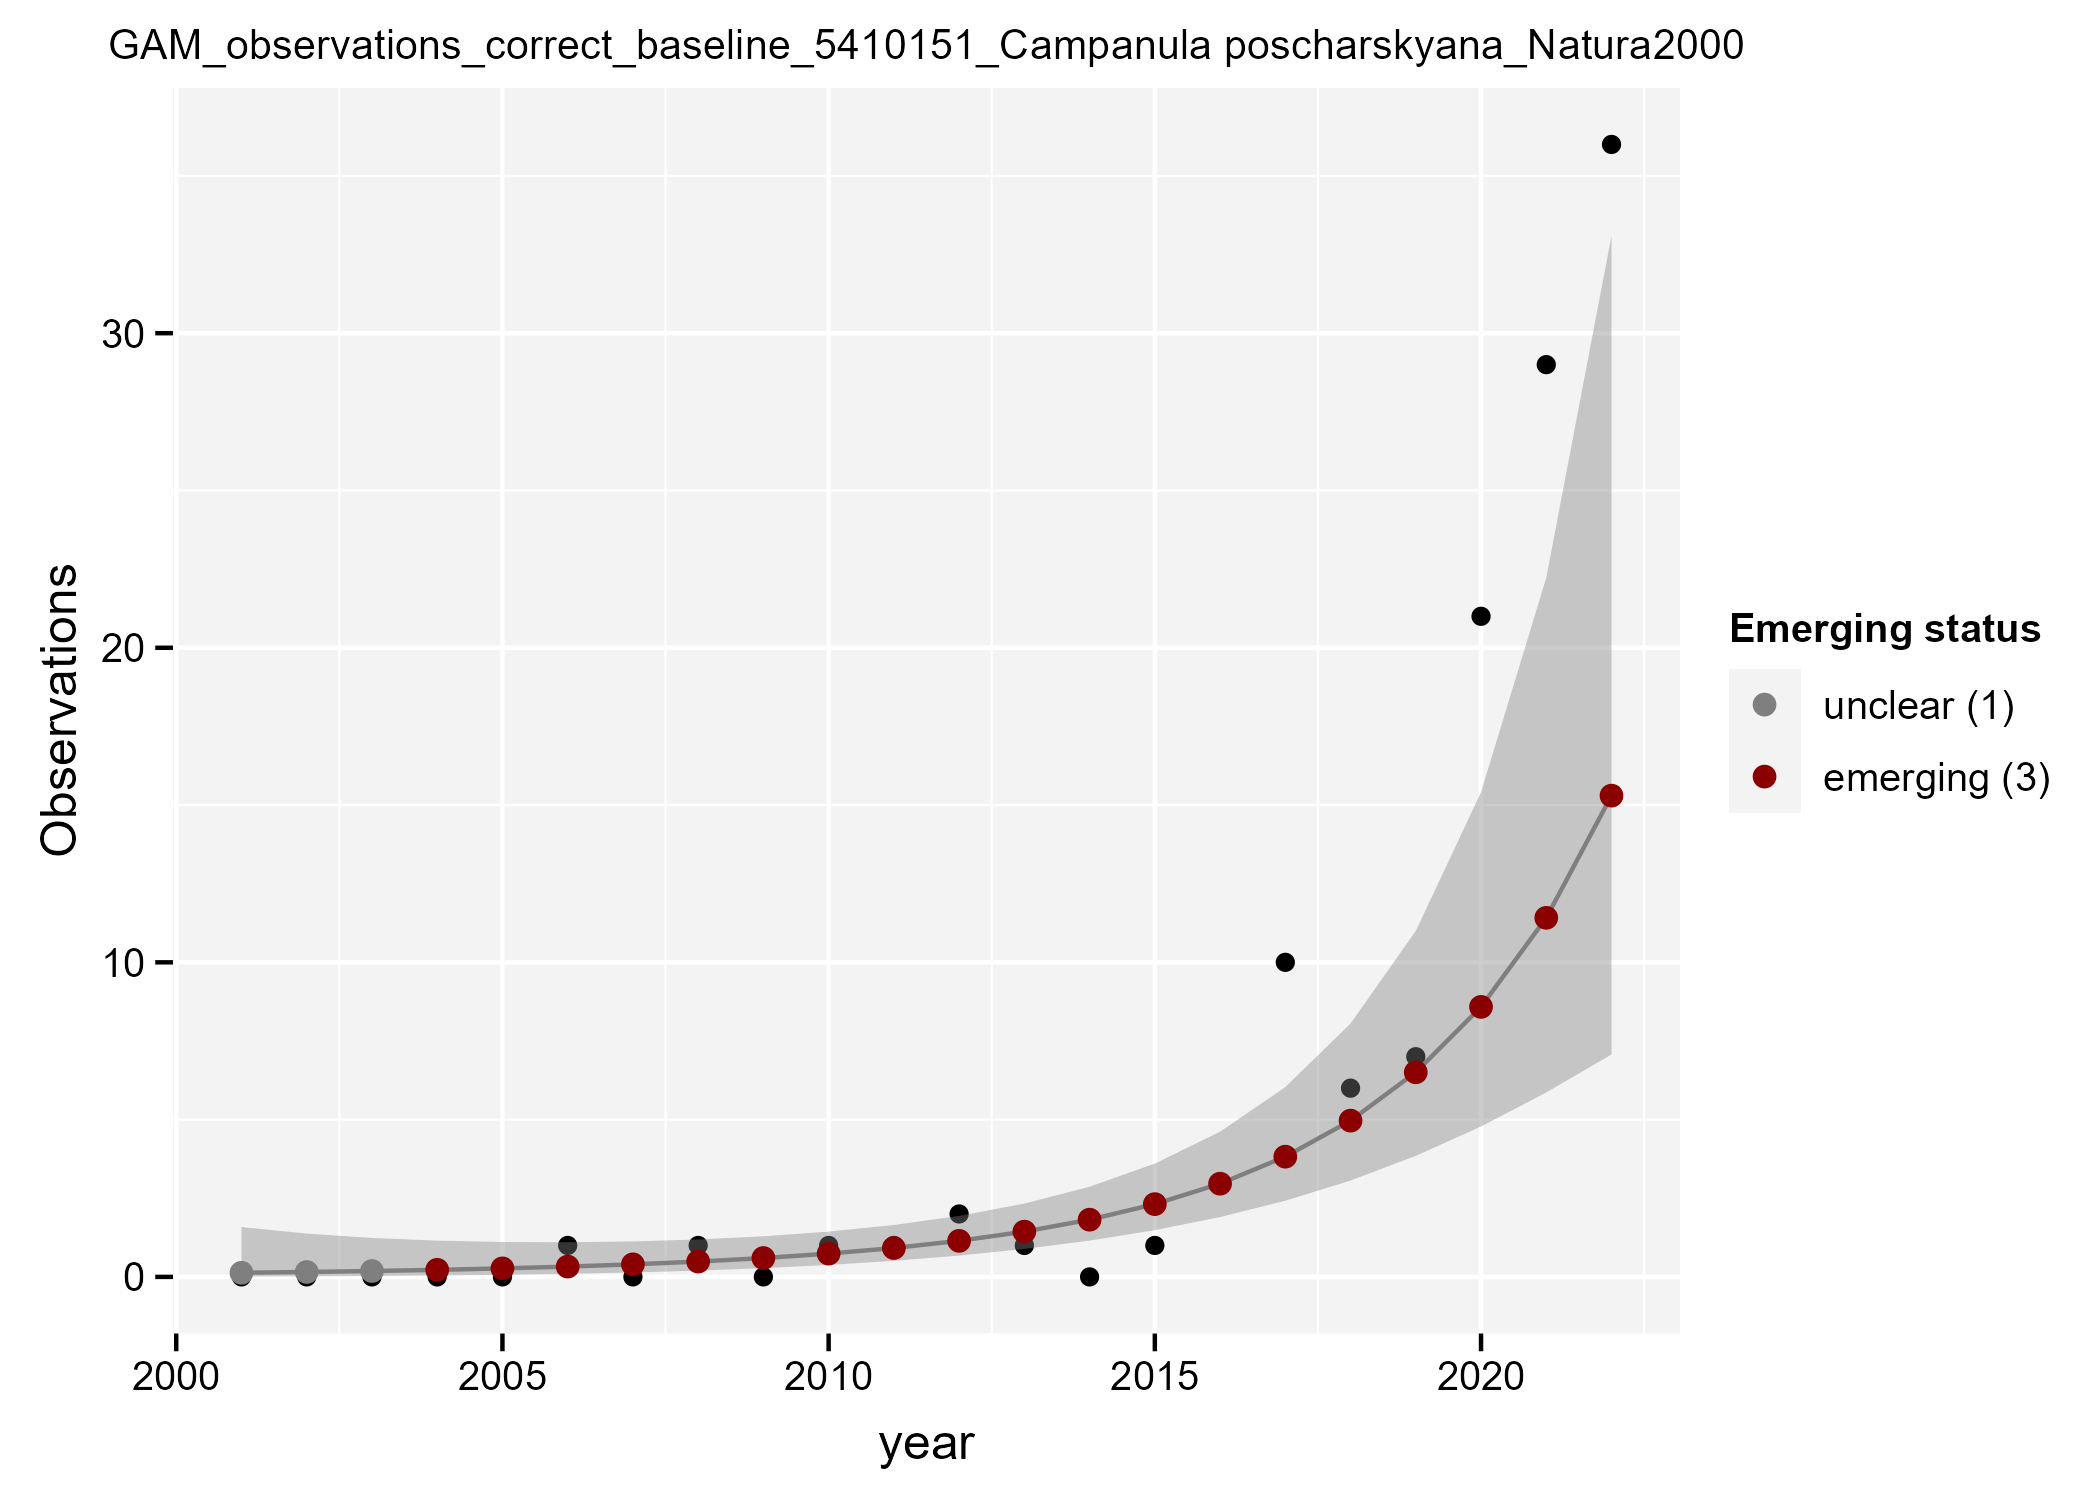 GAM_observations_correct_baseline_5410151_Campanula poscharskyana_Natura2000
Observations
30
20
10
0
2000 2005 2010 2015 2020
year
Emerging status
unclear (1)
emerging (3)